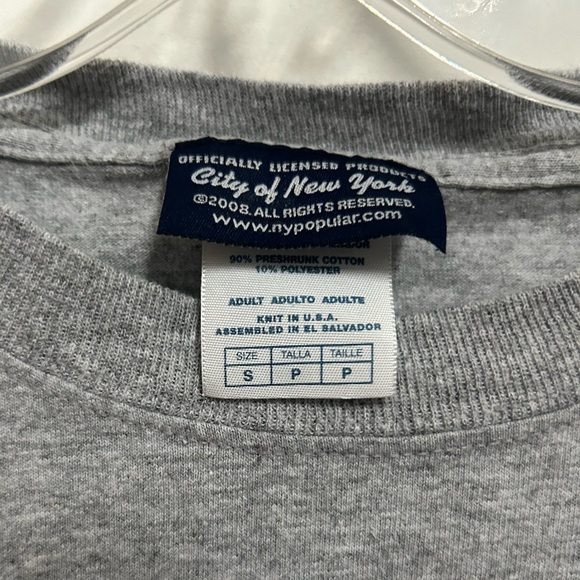 OFFICIALLY LICENSED PRODUCTS
City of New York
©2008. ALL RIGHTS RESERVED.
www.nypopular.com
90% PRESHRUNK COTTON
10% POLYESTER
ADULT ADULTO ADULTE
KNIT IN U.S.A.
ASSEMBLED IN EL SALVADOR
SIZE TALLA TAILLE
S P P